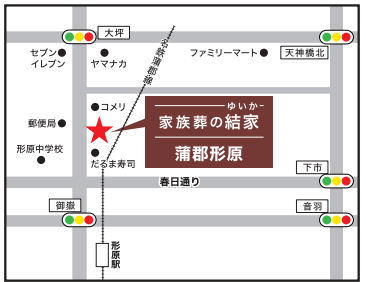 大坪
セブン
イレブン
ヤマナカ
名鉄蒲郡線
ファミリーマート
天神橋北
コメリ
郵便局
形原中学校
だるま寿司
ゆいか
家族葬の結家
蒲郡形原
下市
春日通り
御嶽
音羽
形原駅